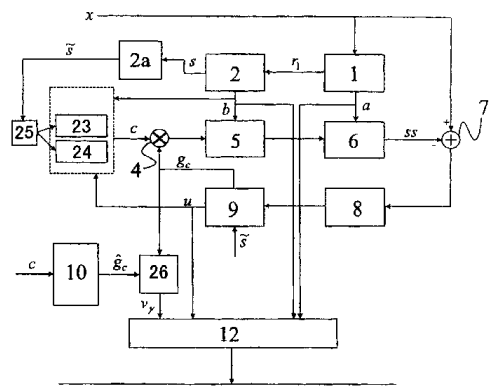 x
s̃ 2a s 2 r₁ 1
+ 7
b a
25 23 c 5 6 ss -
24
4 g_c
u 9 8
s̃
c 10 ĝ_c 26
v_γ
12